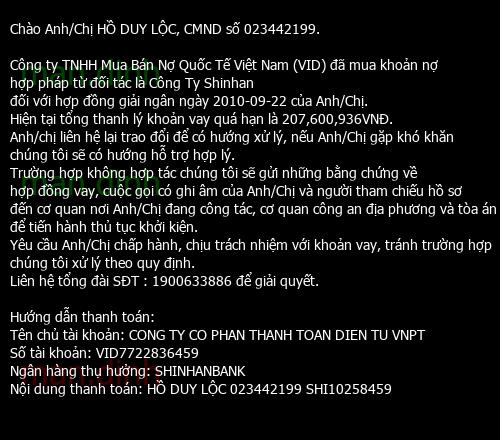 Chào Anh/Chị HỒ DUY LỘC, CMND số 023442199.
Công ty TNHH Mua Bán Nợ Quốc Tế Việt Nam (VID) đã mua khoản nợ
hợp pháp từ đối tác là Công Ty Shinhan
đối với hợp đồng giải ngân ngày 2010-09-22 của Anh/Chị.
Hiện tại tổng thanh lý khoản vay quá hạn là 207,600,936VNĐ.
Anh/chị liên hệ lại trao đổi để có hướng xử lý, nếu Anh/Chị gặp khó khăn
chúng tôi sẽ có hướng hỗ trợ hợp lý.
Trường hợp không hợp tác chúng tôi sẽ gửi những bằng chứng về
hợp đồng vay, cuộc gọi có ghi âm của Anh/Chị và người tham chiếu hồ sơ
đến cơ quan nơi Anh/Chị đang công tác, cơ quan công an địa phương và tòa án
để tiến hành thủ tục khởi kiện.
Yêu cầu Anh/Chị chấp hành, chịu trách nhiệm với khoản vay, tránh trường hợp
chúng tôi xử lý theo quy định.
Liên hệ tổng đài SĐT : 1900633886 để giải quyết.
Hướng dẫn thanh toán:
Tên chủ tài khoản: CONG TY CO PHAN THANH TOAN DIEN TU VNPT
Số tài khoản: VID7722836459
Ngân hàng thụ hưởng: SHINHANBANK
Nội dung thanh toán: HỒ DUY LỘC 023442199 SHI10258459
man.dinh
man.dinh
man.dinh